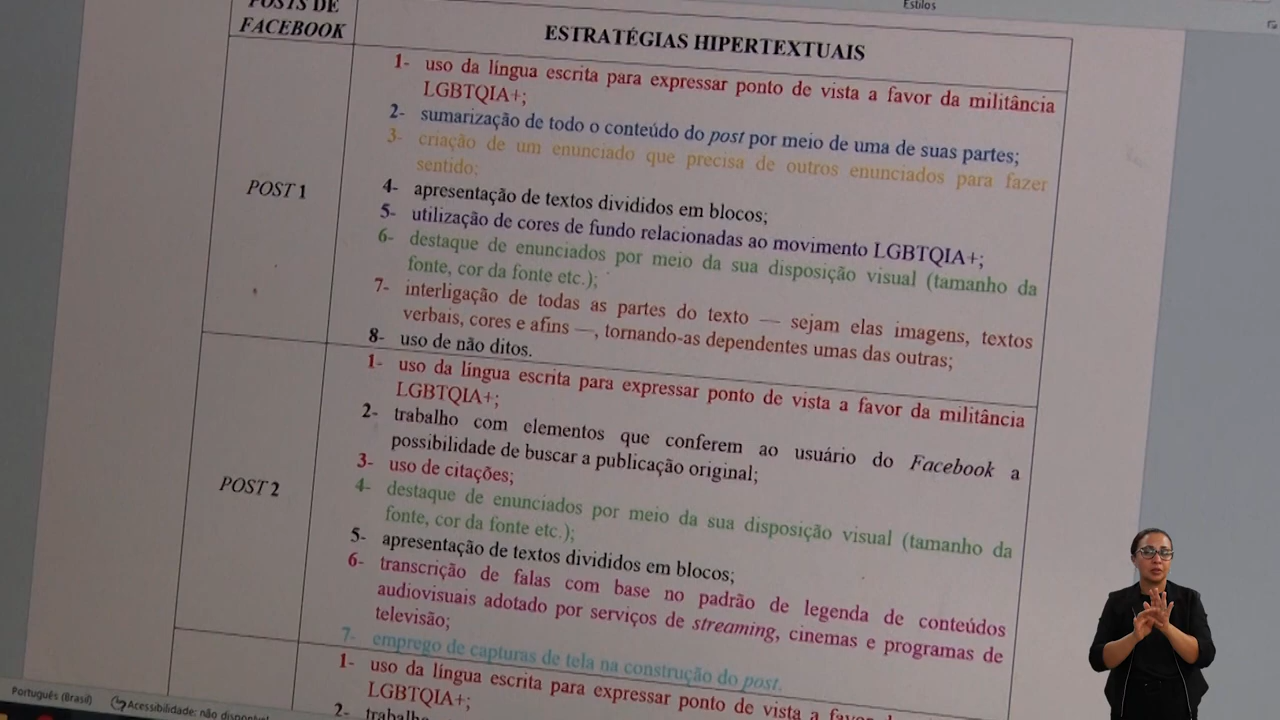 Estilos
POSTS DE
FACEBOOK
ESTRATÉGIAS HIPERTEXTUAIS
POST 1
1- uso da língua escrita para expressar ponto de vista a favor da militância
LGBTQIA+;
2- sumarização de todo o conteúdo do post por meio de uma de suas partes;
3- criação de um enunciado que precisa de outros enunciados para fazer
sentido;
4- apresentação de textos divididos em blocos;
5- utilização de cores de fundo relacionadas ao movimento LGBTQIA+;
6- destaque de enunciados por meio da sua disposição visual (tamanho da
fonte, cor da fonte etc.);
7- interligação de todas as partes do texto — sejam elas imagens, textos
verbais, cores e afins —, tornando-as dependentes umas das outras;
8- uso de não ditos.
POST 2
1- uso da língua escrita para expressar ponto de vista a favor da militância
LGBTQIA+;
2- trabalho com elementos que conferem ao usuário do Facebook a
possibilidade de buscar a publicação original;
3- uso de citações;
4- destaque de enunciados por meio da sua disposição visual (tamanho da
fonte, cor da fonte etc.);
5- apresentação de textos divididos em blocos;
6- transcrição de falas com base no padrão de legenda de conteúdos
audiovisuais adotado por serviços de streaming, cinemas e programas de
televisão;
7- emprego de capturas de tela na construção do post.
1- uso da língua escrita para expressar ponto de vista a favor
LGBTQIA+;
2- trabalho
Português (Brasil)
Acessibilidade: não